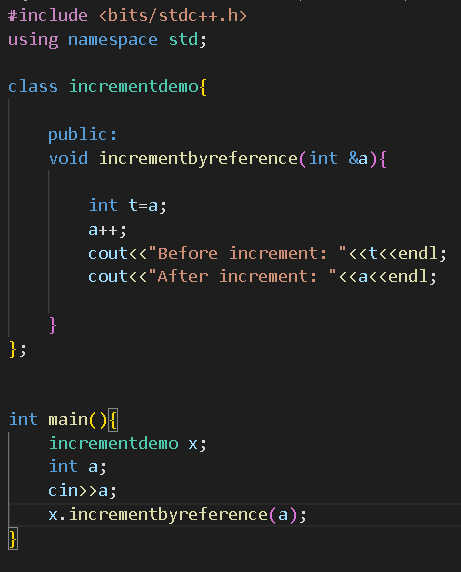 #include <bits/stdc++.h>
using namespace std;
class incrementdemo{
public:
void incrementbyreference(int &a){
int t=a;
a++;
cout<<"Before increment: "<<t<<endl;
cout<<"After increment: "<<a<<endl;
}
};
int main(){
incrementdemo x;
int a;
cin>>a;
x.incrementbyreference(a);
}